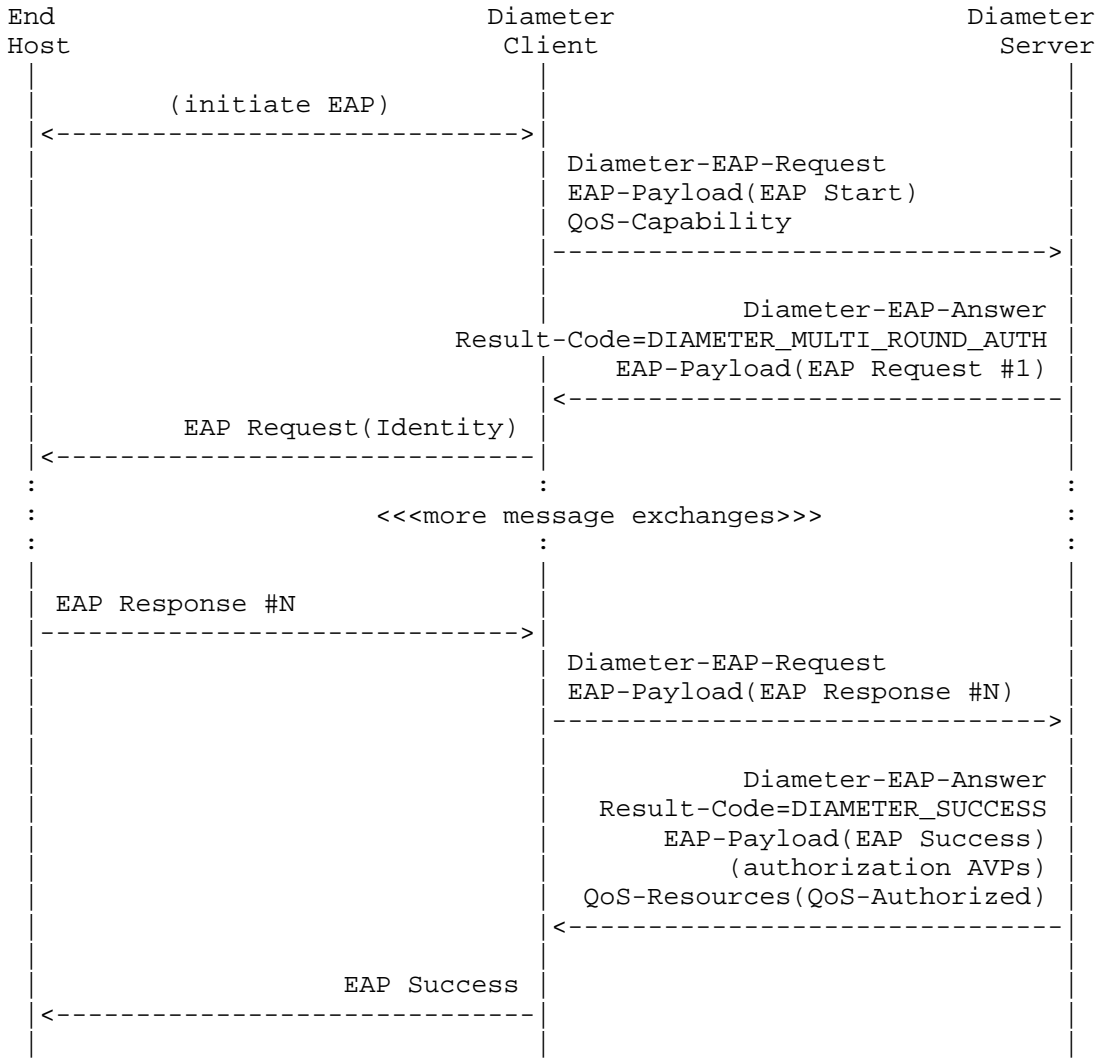 End Diameter Diameter
Host Client Server
(initiate EAP)
Diameter-EAP-Request
EAP-Payload(EAP Start)
QoS-Capability
Diameter-EAP-Answer
Result-Code=DIAMETER_MULTI_ROUND_AUTH
EAP-Payload(EAP Request #1)
EAP Request(Identity)
<<<more message exchanges>>>
EAP Response #N
Diameter-EAP-Request
EAP-Payload(EAP Response #N)
Diameter-EAP-Answer
Result-Code=DIAMETER_SUCCESS
EAP-Payload(EAP Success)
(authorization AVPs)
QoS-Resources(QoS-Authorized)
EAP Success